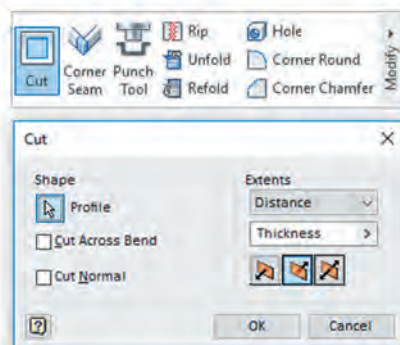 Cut
Corner Seam
Punch Tool
Rip
Unfold
Refold
Hole
Corner Round
Corner Chamfer
Modify
Cut
Shape
Profile
Cut Across Bend
Cut Normal
Extents
Distance
Thickness
?
OK
Cancel